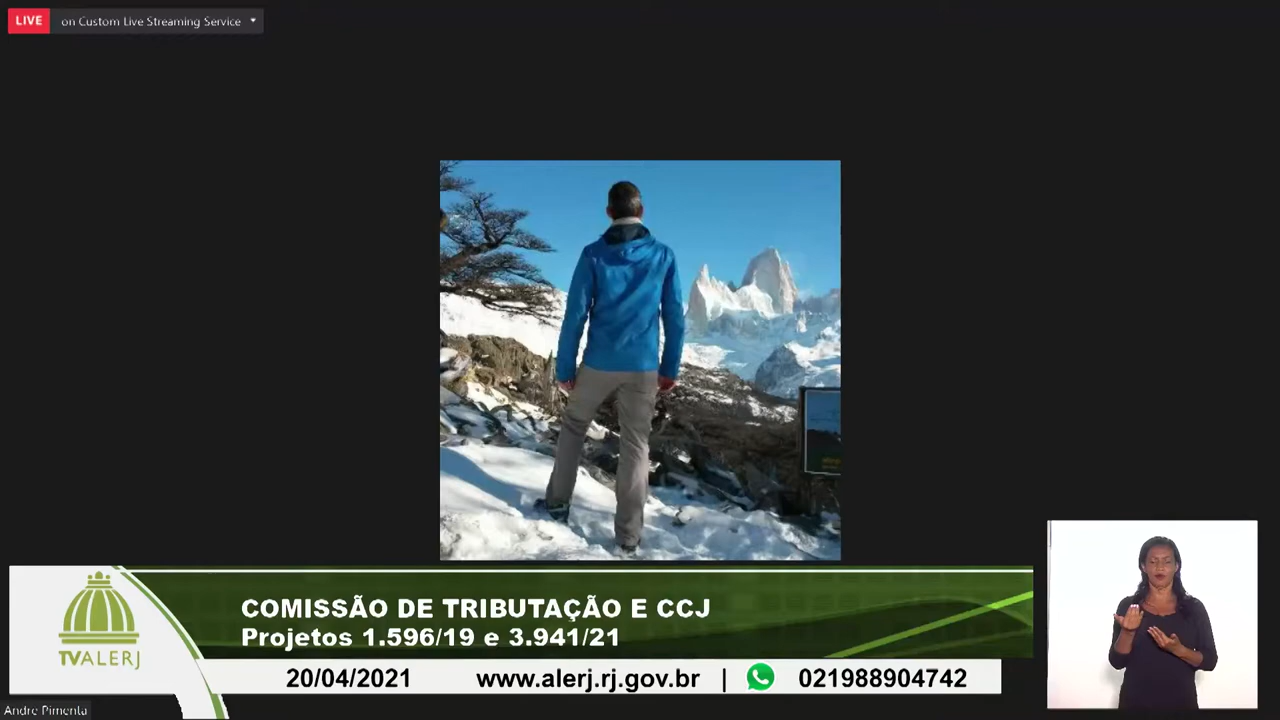 LIVE on Custom Live Streaming Service
COMISSÃO DE TRIBUTAÇÃO E CCJ
Projetos 1.596/19 e 3.941/21
TVALERJ
20/04/2021 www.alerj.rj.gov.br | 021988904742
Andre Pimenta